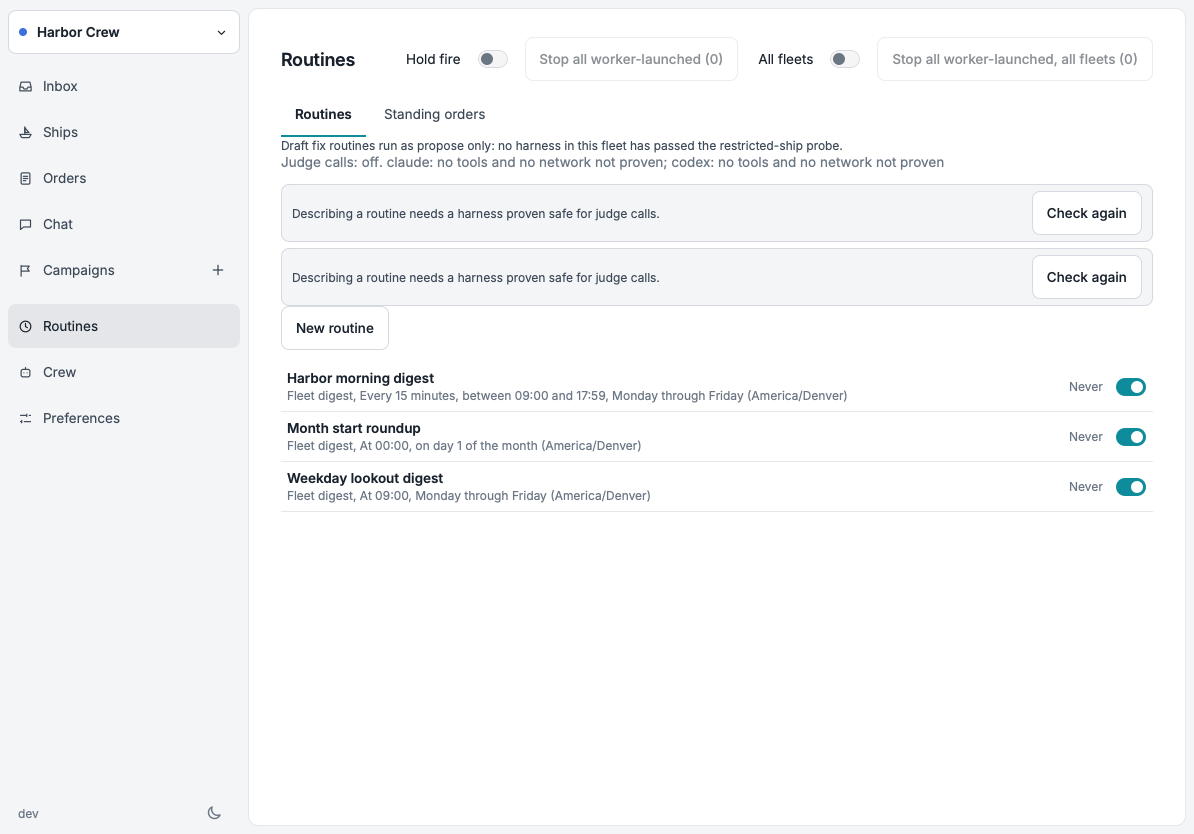 Harbor Crew
Inbox
Ships
Orders
Chat
Campaigns
Routines
Crew
Preferences
dev
Routines
Hold fire
Stop all worker-launched (0)
All fleets
Stop all worker-launched, all fleets (0)
Routines
Standing orders
Draft fix routines run as propose only: no harness in this fleet has passed the restricted-ship probe.
Judge calls: off. claude: no tools and no network not proven; codex: no tools and no network not proven
Describing a routine needs a harness proven safe for judge calls.
Check again
Describing a routine needs a harness proven safe for judge calls.
Check again
New routine
Harbor morning digest
Fleet digest, Every 15 minutes, between 09:00 and 17:59, Monday through Friday (America/Denver)
Never
Month start roundup
Fleet digest, At 00:00, on day 1 of the month (America/Denver)
Never
Weekday lookout digest
Fleet digest, At 09:00, Monday through Friday (America/Denver)
Never